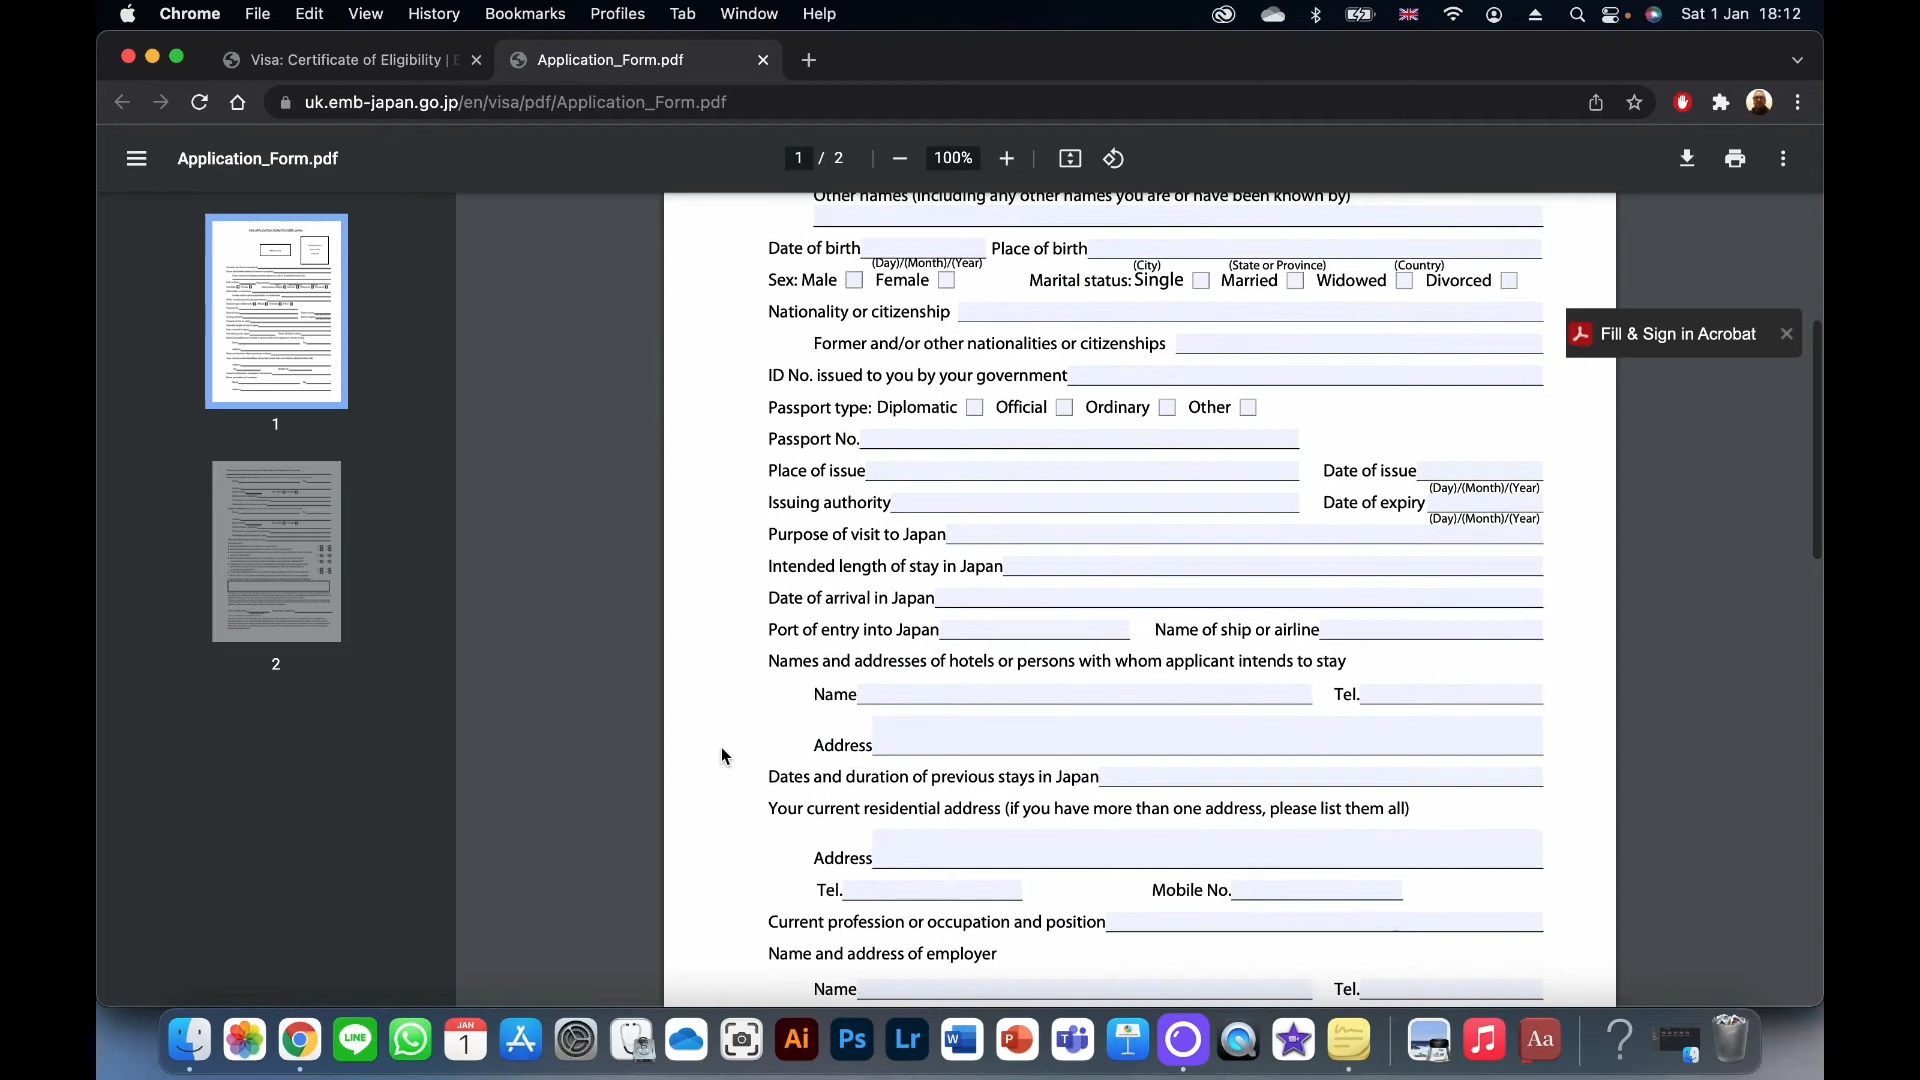 Chrome File Edit View History Bookmarks Profiles Tab Window Help Sat 1 Jan 18:12
Visa: Certificate of Eligibility | Application_Form.pdf
uk.emb-japan.go.jp/en/visa/pdf/Application_Form.pdf
Application_Form.pdf 1 / 2 100%
Other names (including any other names you are or have been known by)
Date of birth Place of birth
(Day)/(Month)/(Year) (City) (State or Province) (Country)
Sex: Male Female Marital status: Single Married Widowed Divorced
Nationality or citizenship
Fill & Sign in Acrobat
Former and/or other nationalities or citizenships
ID No. issued to you by your government
Passport type: Diplomatic Official Ordinary Other
1
Passport No.
Place of issue Date of issue
(Day)/(Month)/(Year)
Issuing authority Date of expiry
(Day)/(Month)/(Year)
Purpose of visit to Japan
Intended length of stay in Japan
Date of arrival in Japan
Port of entry into Japan Name of ship or airline
Names and addresses of hotels or persons with whom applicant intends to stay
2
Name Tel.
Address
Dates and duration of previous stays in Japan
Your current residential address (if you have more than one address, please list them all)
Address
Tel. Mobile No.
Current profession or occupation and position
Name and address of employer
Name Tel.
LINE JAN 1 Ai Ps Lr W P T Aa ?